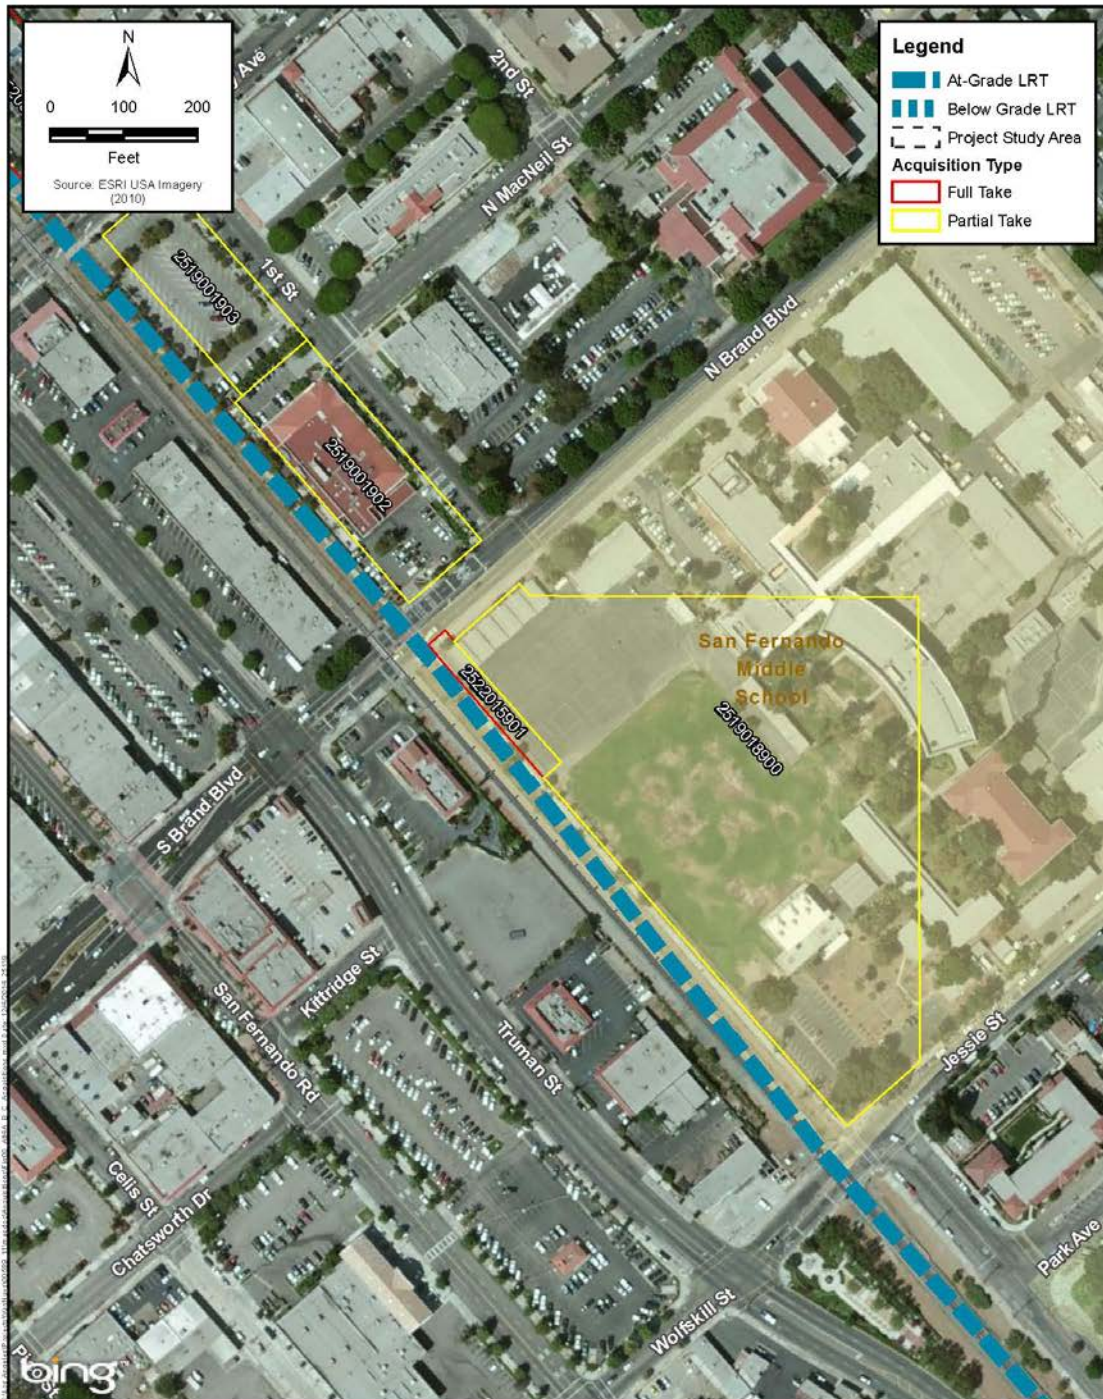 N
0 100 200
Feet
Source: ESRI USA Imagery
(2010)
Legend
At-Grade LRT
Below Grade LRT
Project Study Area
Acquisition Type
Full Take
Partial Take
Ave
2nd St
N MacNeil St
1st St
2519001903
N Brand Blvd
2519001902
San Fernando
Middle
School
2522015901
2519018900
S Brand Blvd
Kittridge St
San Fernando Rd
Truman St
Jessie St
Celis St
Chatsworth Dr
Park Ave
Wolfskill St
St
bing